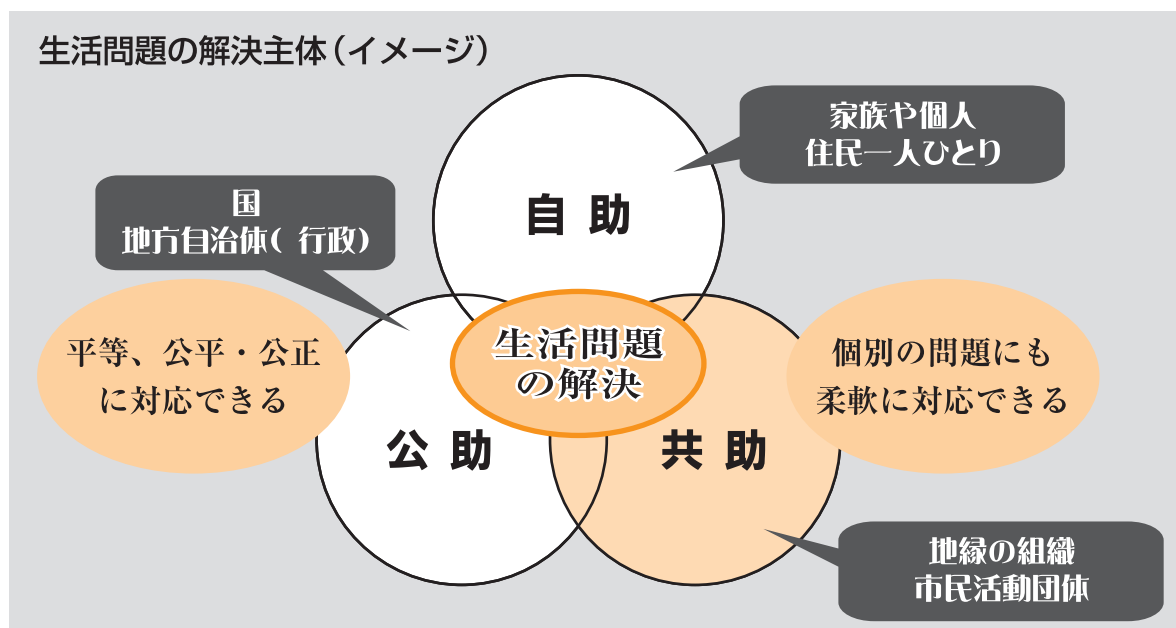 生活問題の解決主体（イメージ）
家族や個人
住民一人ひとり
自 助
国
地方自治体( 行政)
平等、公平・公正
に対応できる
生活問題
の解決
個別の問題にも
柔軟に対応できる
公 助
共 助
地縁の組織
市民活動団体